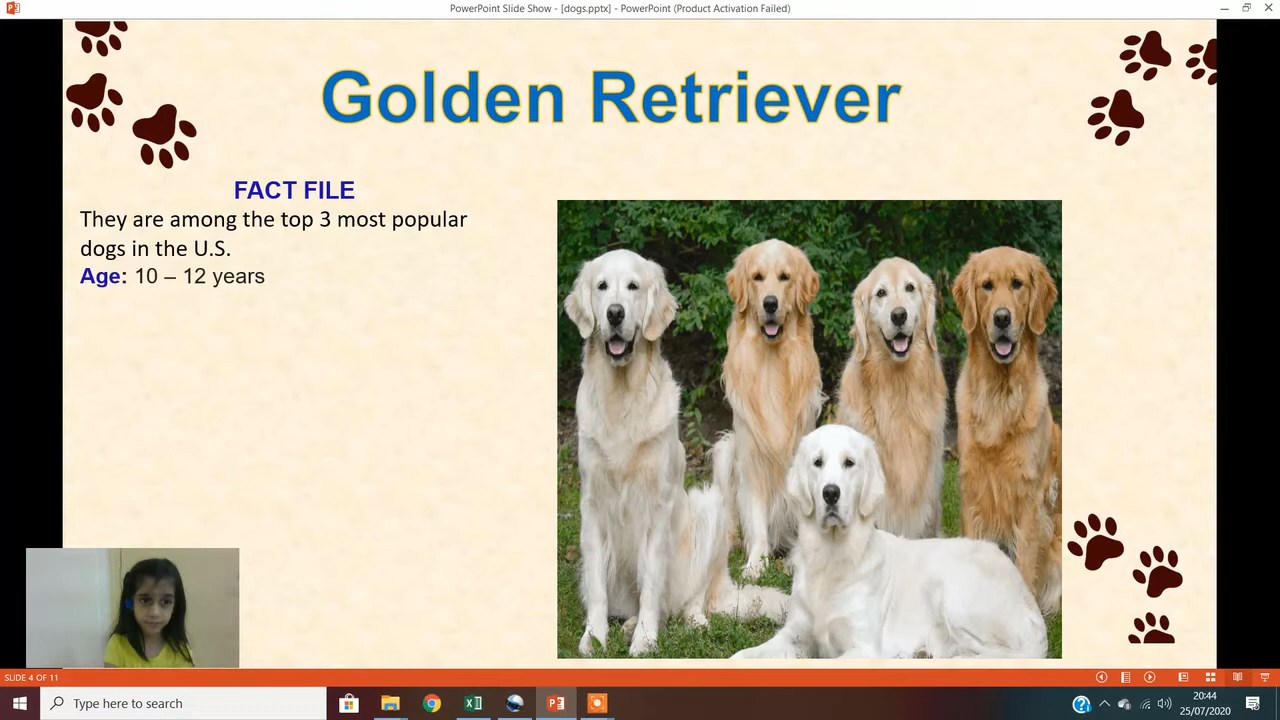 PowerPoint Slide Show - [dogs.pptx] - PowerPoint (Product Activation Failed)
Golden Retriever
FACT FILE
They are among the top 3 most popular
dogs in the U.S.
Age: 10 – 12 years
SLIDE 4 OF 11
Type here to search
20:44
25/07/2020